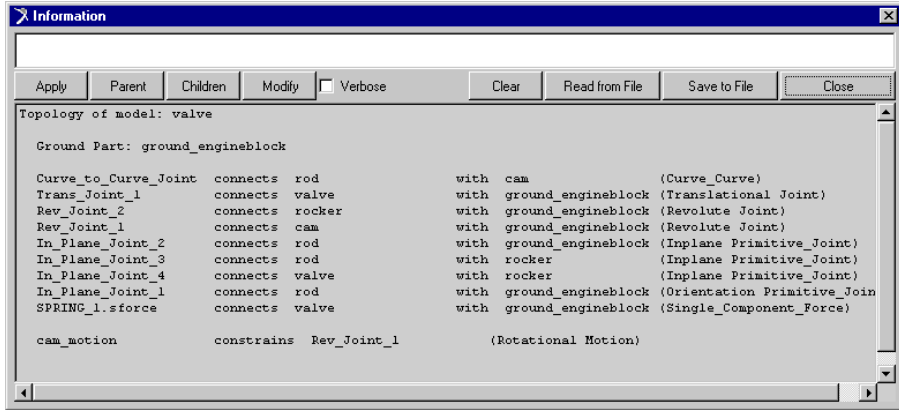 Information
Apply Parent Children Modify Verbose Clear Read from File Save to File Close
Topology of model: valve
Ground Part: ground_engineblock
Curve_to_Curve_Joint connects rod with cam (Curve_Curve)
Trans_Joint_1 connects valve with ground_engineblock (Translational Joint)
Rev_Joint_2 connects rocker with ground_engineblock (Revolute Joint)
Rev_Joint_1 connects cam with ground_engineblock (Revolute Joint)
In_Plane_Joint_2 connects rod with ground_engineblock (Inplane Primitive_Joint)
In_Plane_Joint_3 connects rod with rocker (Inplane Primitive_Joint)
In_Plane_Joint_4 connects valve with rocker (Inplane Primitive_Joint)
In_Plane_Joint_1 connects rod with ground_engineblock (Orientation Primitive_Join
SPRING_1.sforce connects valve with ground_engineblock (Single_Component_Force)
cam_motion constrains Rev_Joint_1 (Rotational Motion)